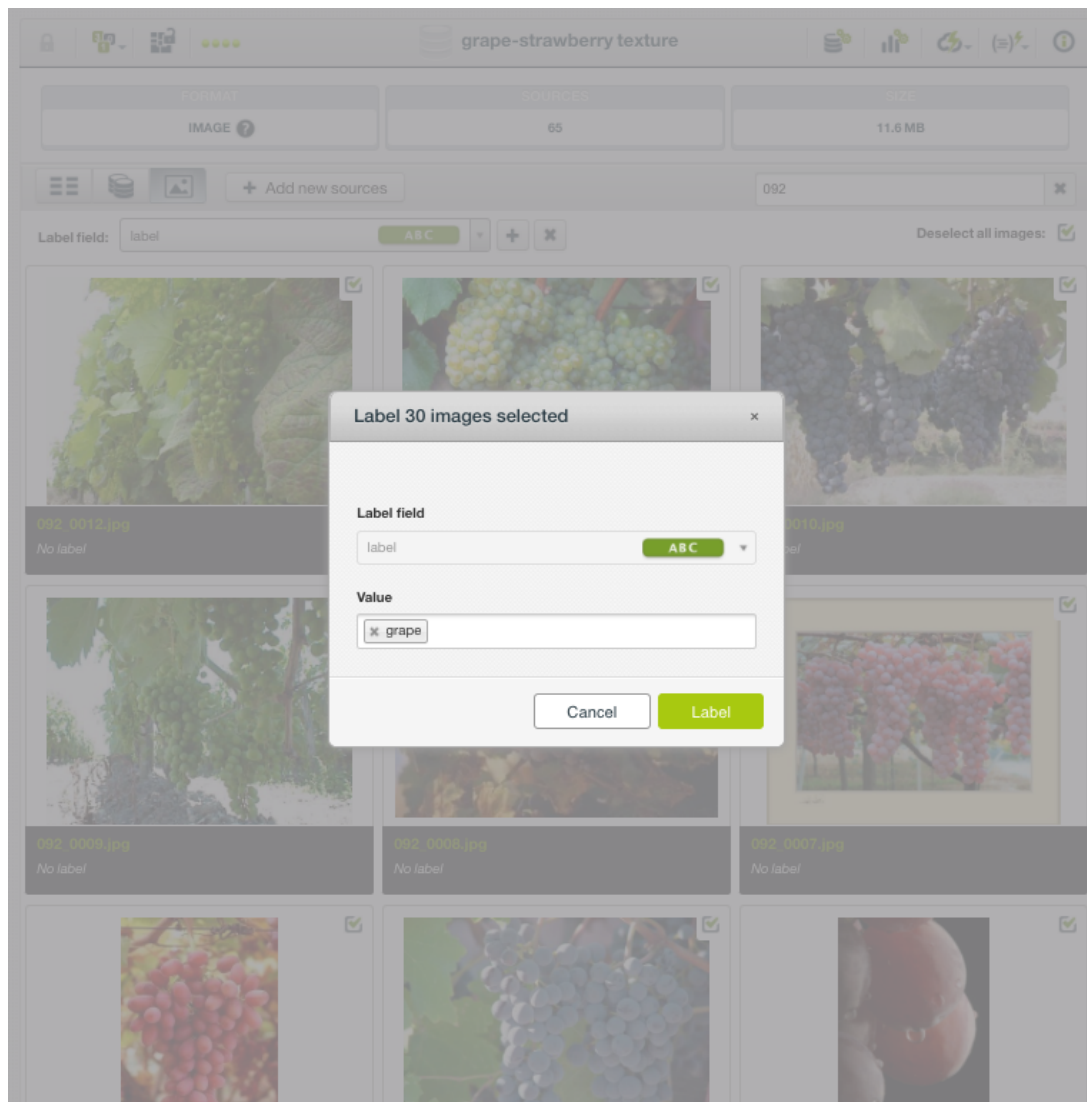 grape-strawberry texture
FORMAT
SOURCES
SIZE
IMAGE ?
65
11.6 MB
+ Add new sources
092
Label field:
label
ABC
Deselect all images:
Label 30 images selected
×
Label field
label
ABC
Value
grape
Cancel
Label
092_0012.jpg
No label
0010.jpg
092_0009.jpg
No label
092_0008.jpg
No label
092_0007.jpg
No label